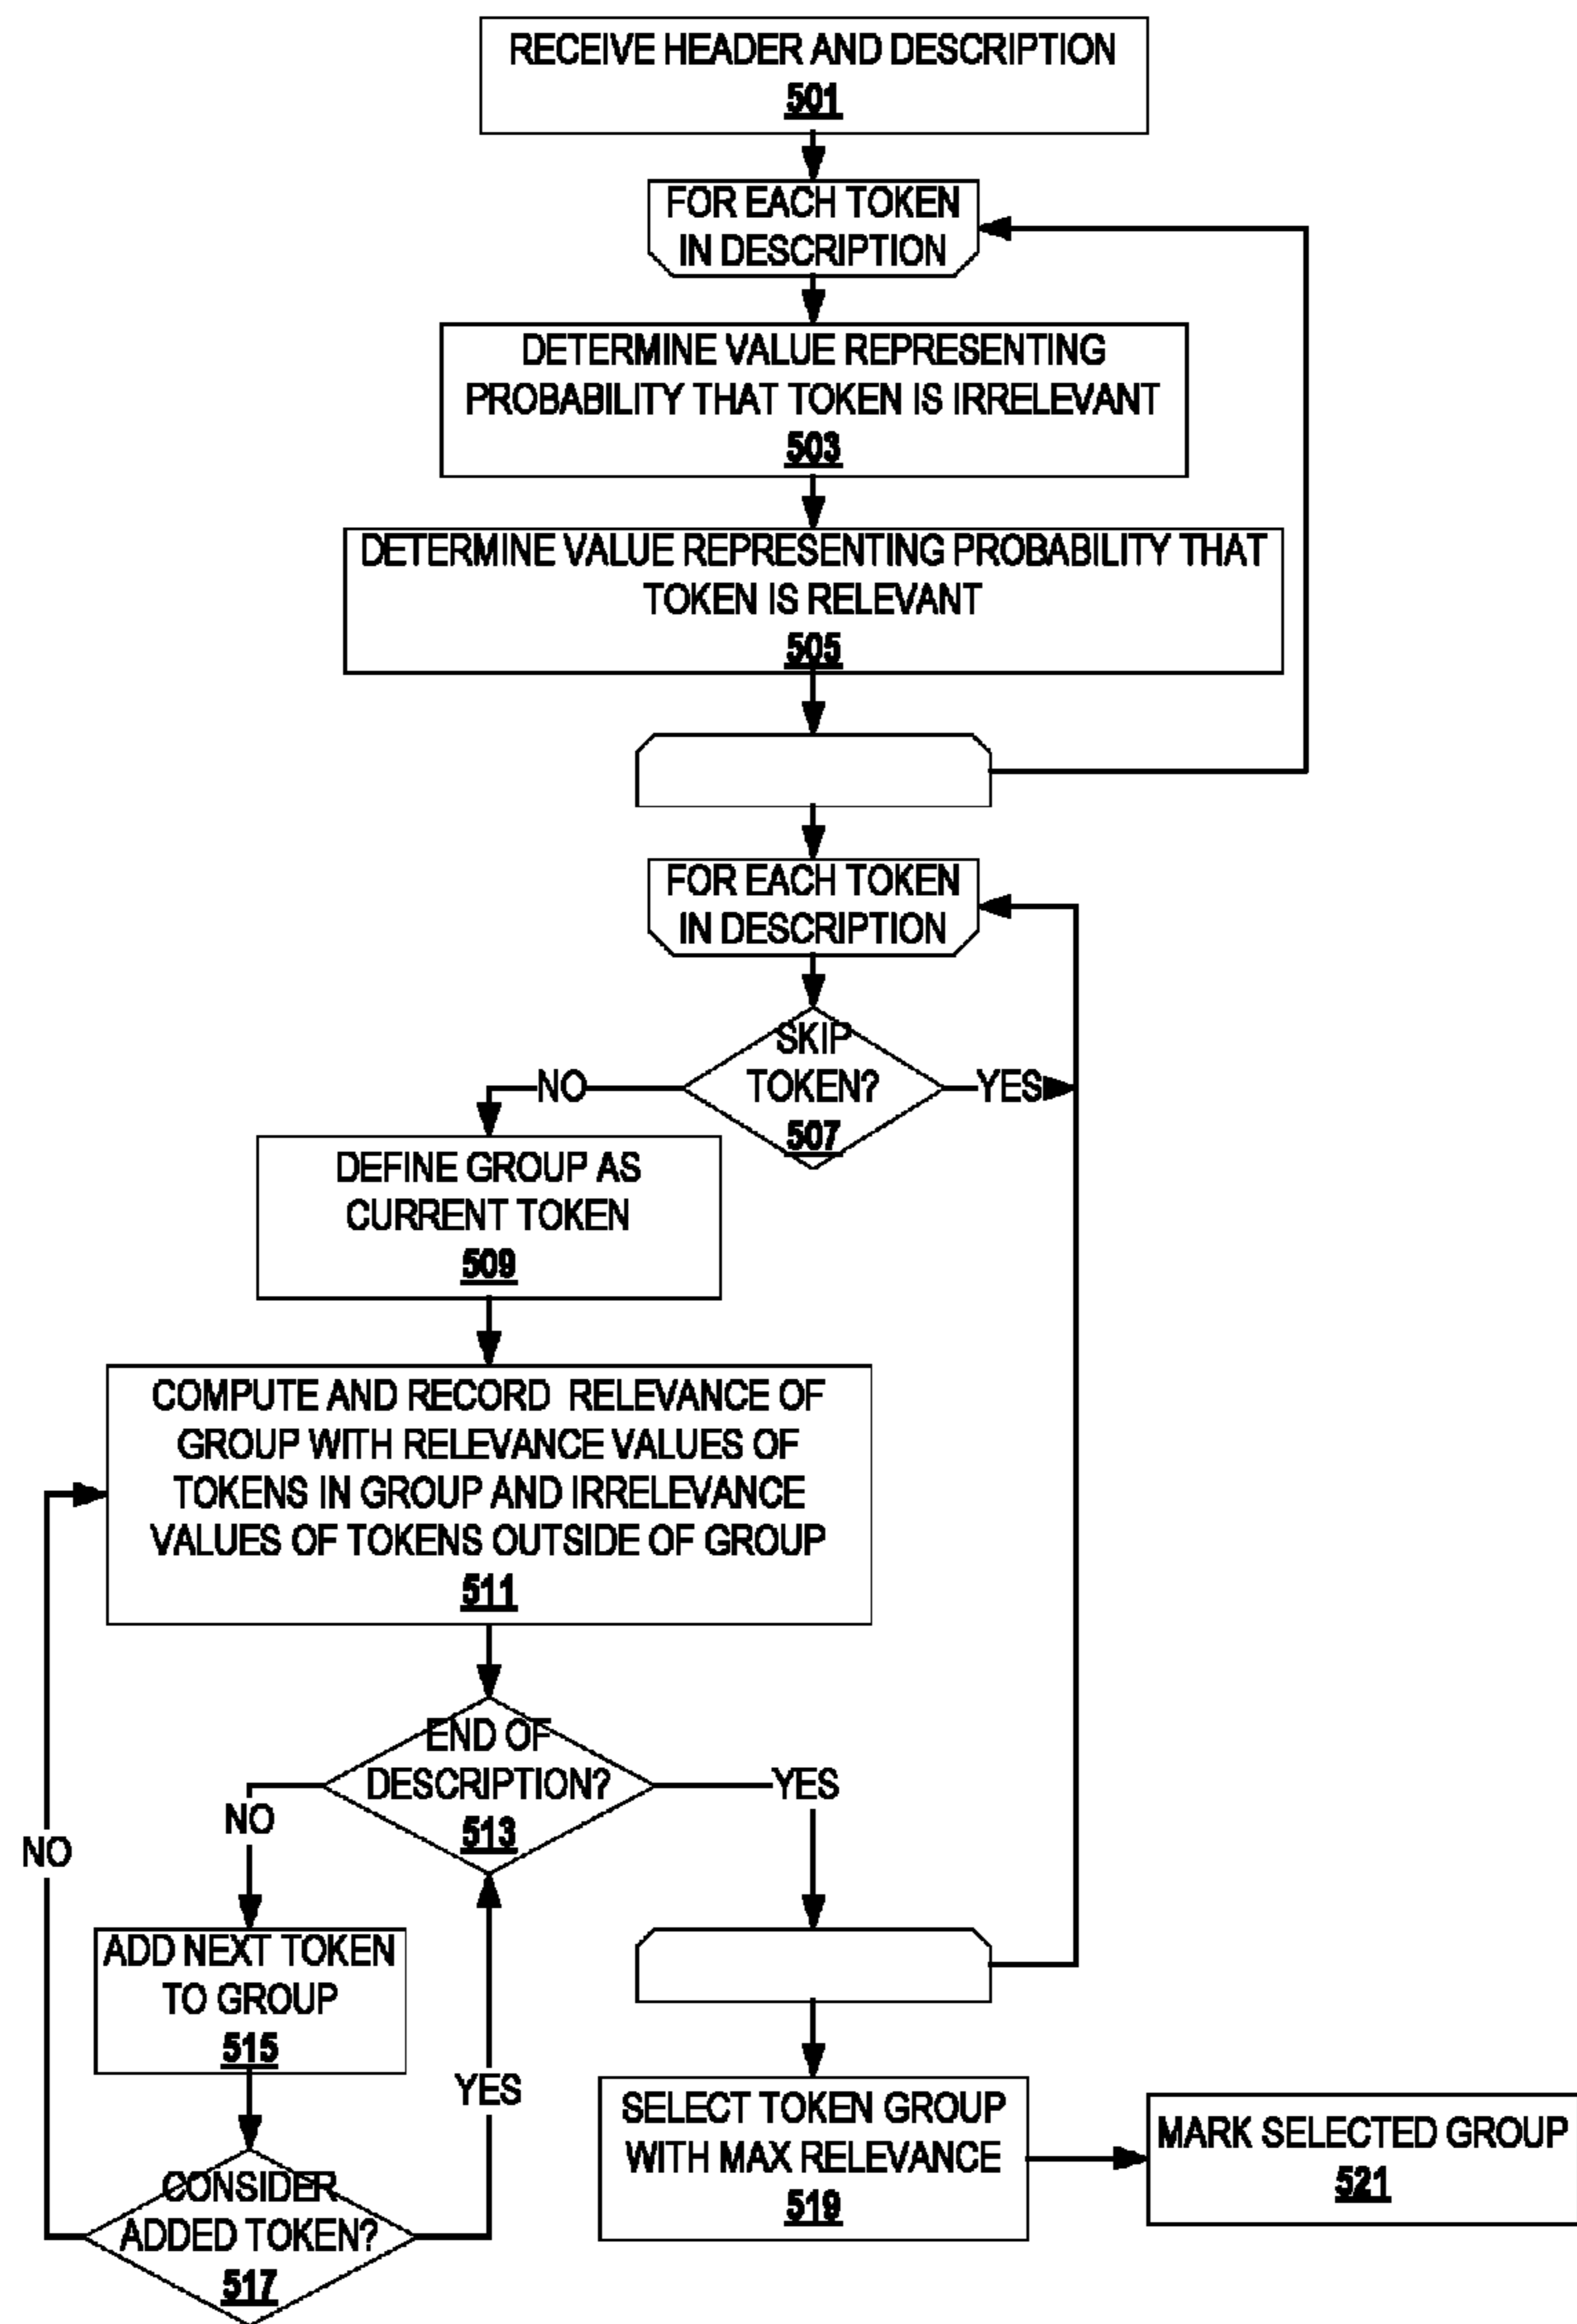 RECEIVE HEADER AND DESCRIPTION
501
FOR EACH TOKEN
IN DESCRIPTION
DETERMINE VALUE REPRESENTING
PROBABILITY THAT TOKEN IS IRRELEVANT
503
DETERMINE VALUE REPRESENTING PROBABILITY THAT
TOKEN IS RELEVANT
505
FOR EACH TOKEN
IN DESCRIPTION
SKIP
TOKEN?
507
NO
YES
DEFINE GROUP AS
CURRENT TOKEN
509
COMPUTE AND RECORD RELEVANCE OF
GROUP WITH RELEVANCE VALUES OF
TOKENS IN GROUP AND IRRELEVANCE
VALUES OF TOKENS OUTSIDE OF GROUP
511
END OF
DESCRIPTION?
513
YES
NO
NO
ADD NEXT TOKEN
TO GROUP
515
YES
CONSIDER
ADDED TOKEN?
517
SELECT TOKEN GROUP
WITH MAX RELEVANCE
519
MARK SELECTED GROUP
521